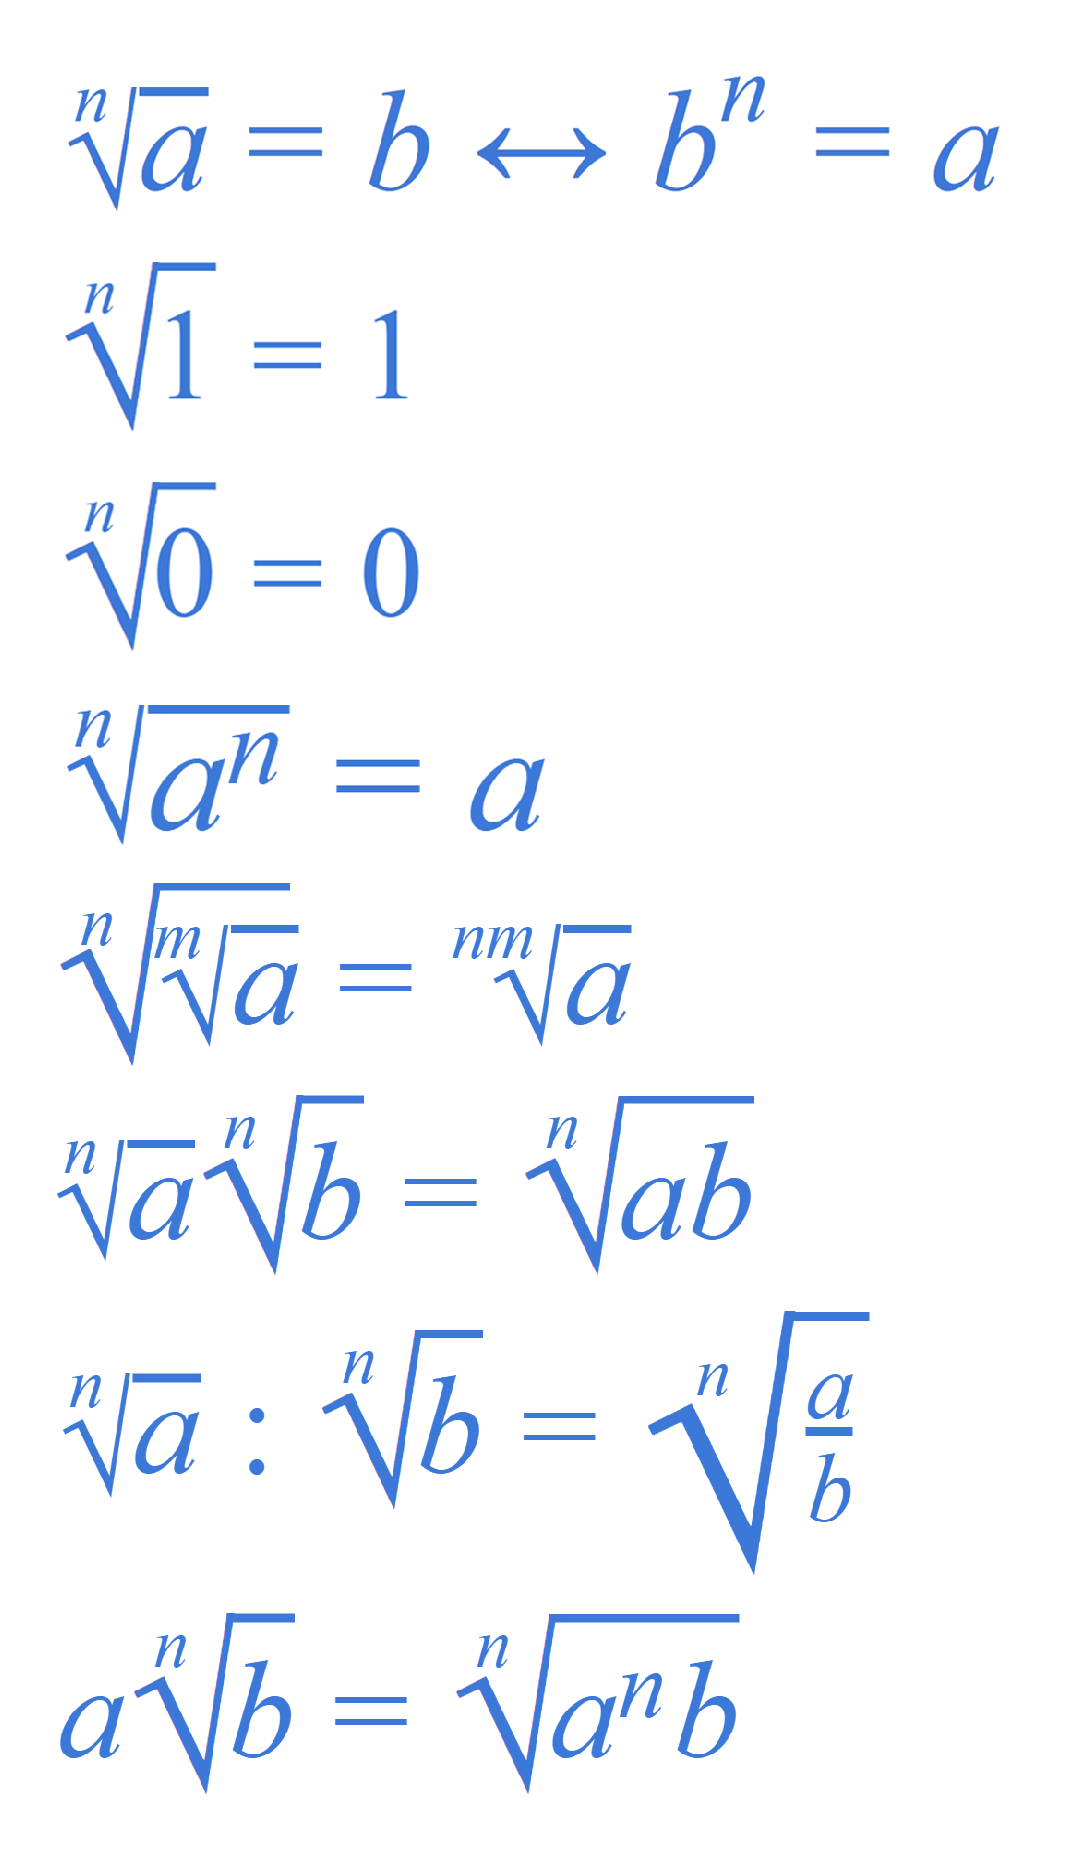 ⁿ√a = b ↔ bⁿ = a
ⁿ√1 = 1
ⁿ√0 = 0
ⁿ√(aⁿ) = a
ⁿ√(ᵐ√a) = ⁿᵐ√a
ⁿ√a ⁿ√b = ⁿ√(ab)
ⁿ√a : ⁿ√b = ⁿ√(a/b)
a ⁿ√b = ⁿ√(aⁿb)